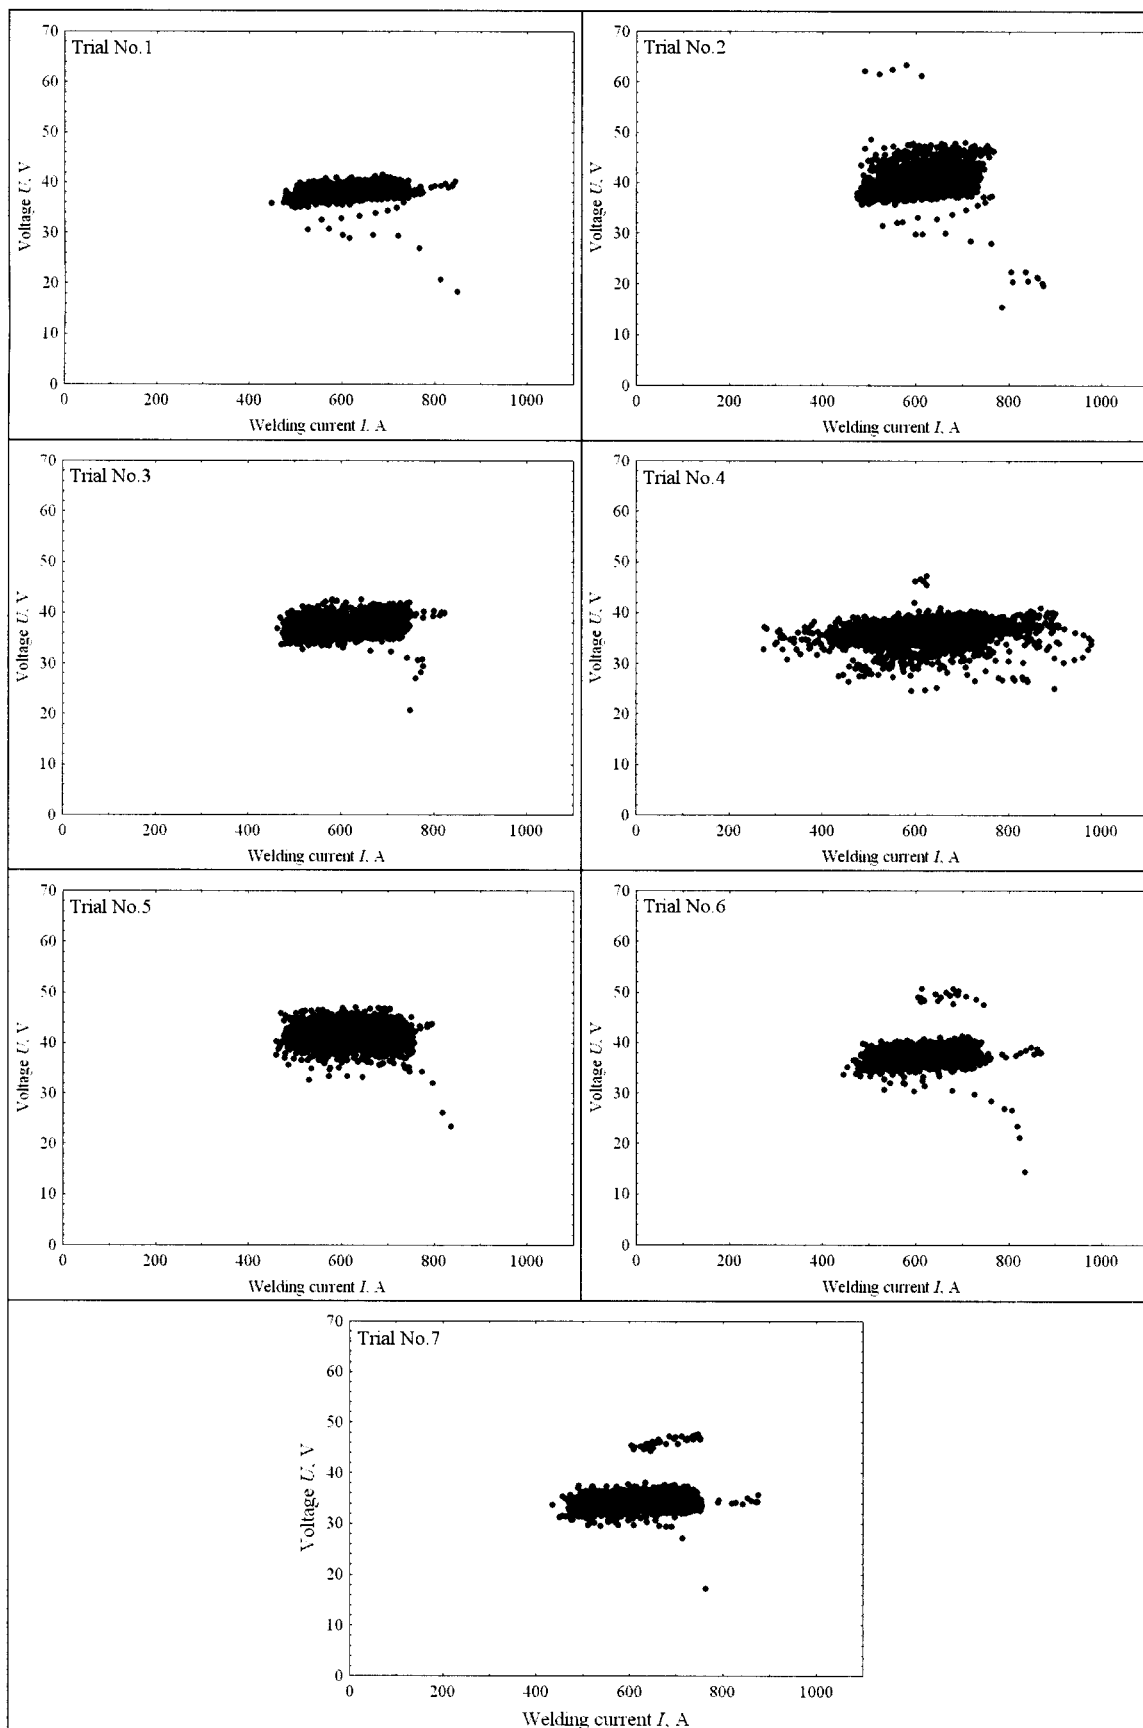 Trial No.1
70
60
50
40
30
20
10
0
Voltage U, V
0 200 400 600 800 1000
Welding current I, A
Trial No.2
70
60
50
40
30
20
10
0
Voltage U, V
0 200 400 600 800 1000
Welding current I, A
Trial No.3
70
60
50
40
30
20
10
0
Voltage U, V
0 200 400 600 800 1000
Welding current I, A
Trial No.4
70
60
50
40
30
20
10
0
Voltage U, V
0 200 400 600 800 1000
Welding current I, A
Trial No.5
70
60
50
40
30
20
10
0
Voltage U, V
0 200 400 600 800 1000
Welding current I, A
Trial No.6
70
60
50
40
30
20
10
0
Voltage U, V
0 200 400 600 800 1000
Welding current I, A
Trial No.7
70
60
50
40
30
20
10
0
Voltage U, V
0 200 400 600 800 1000
Welding current I, A